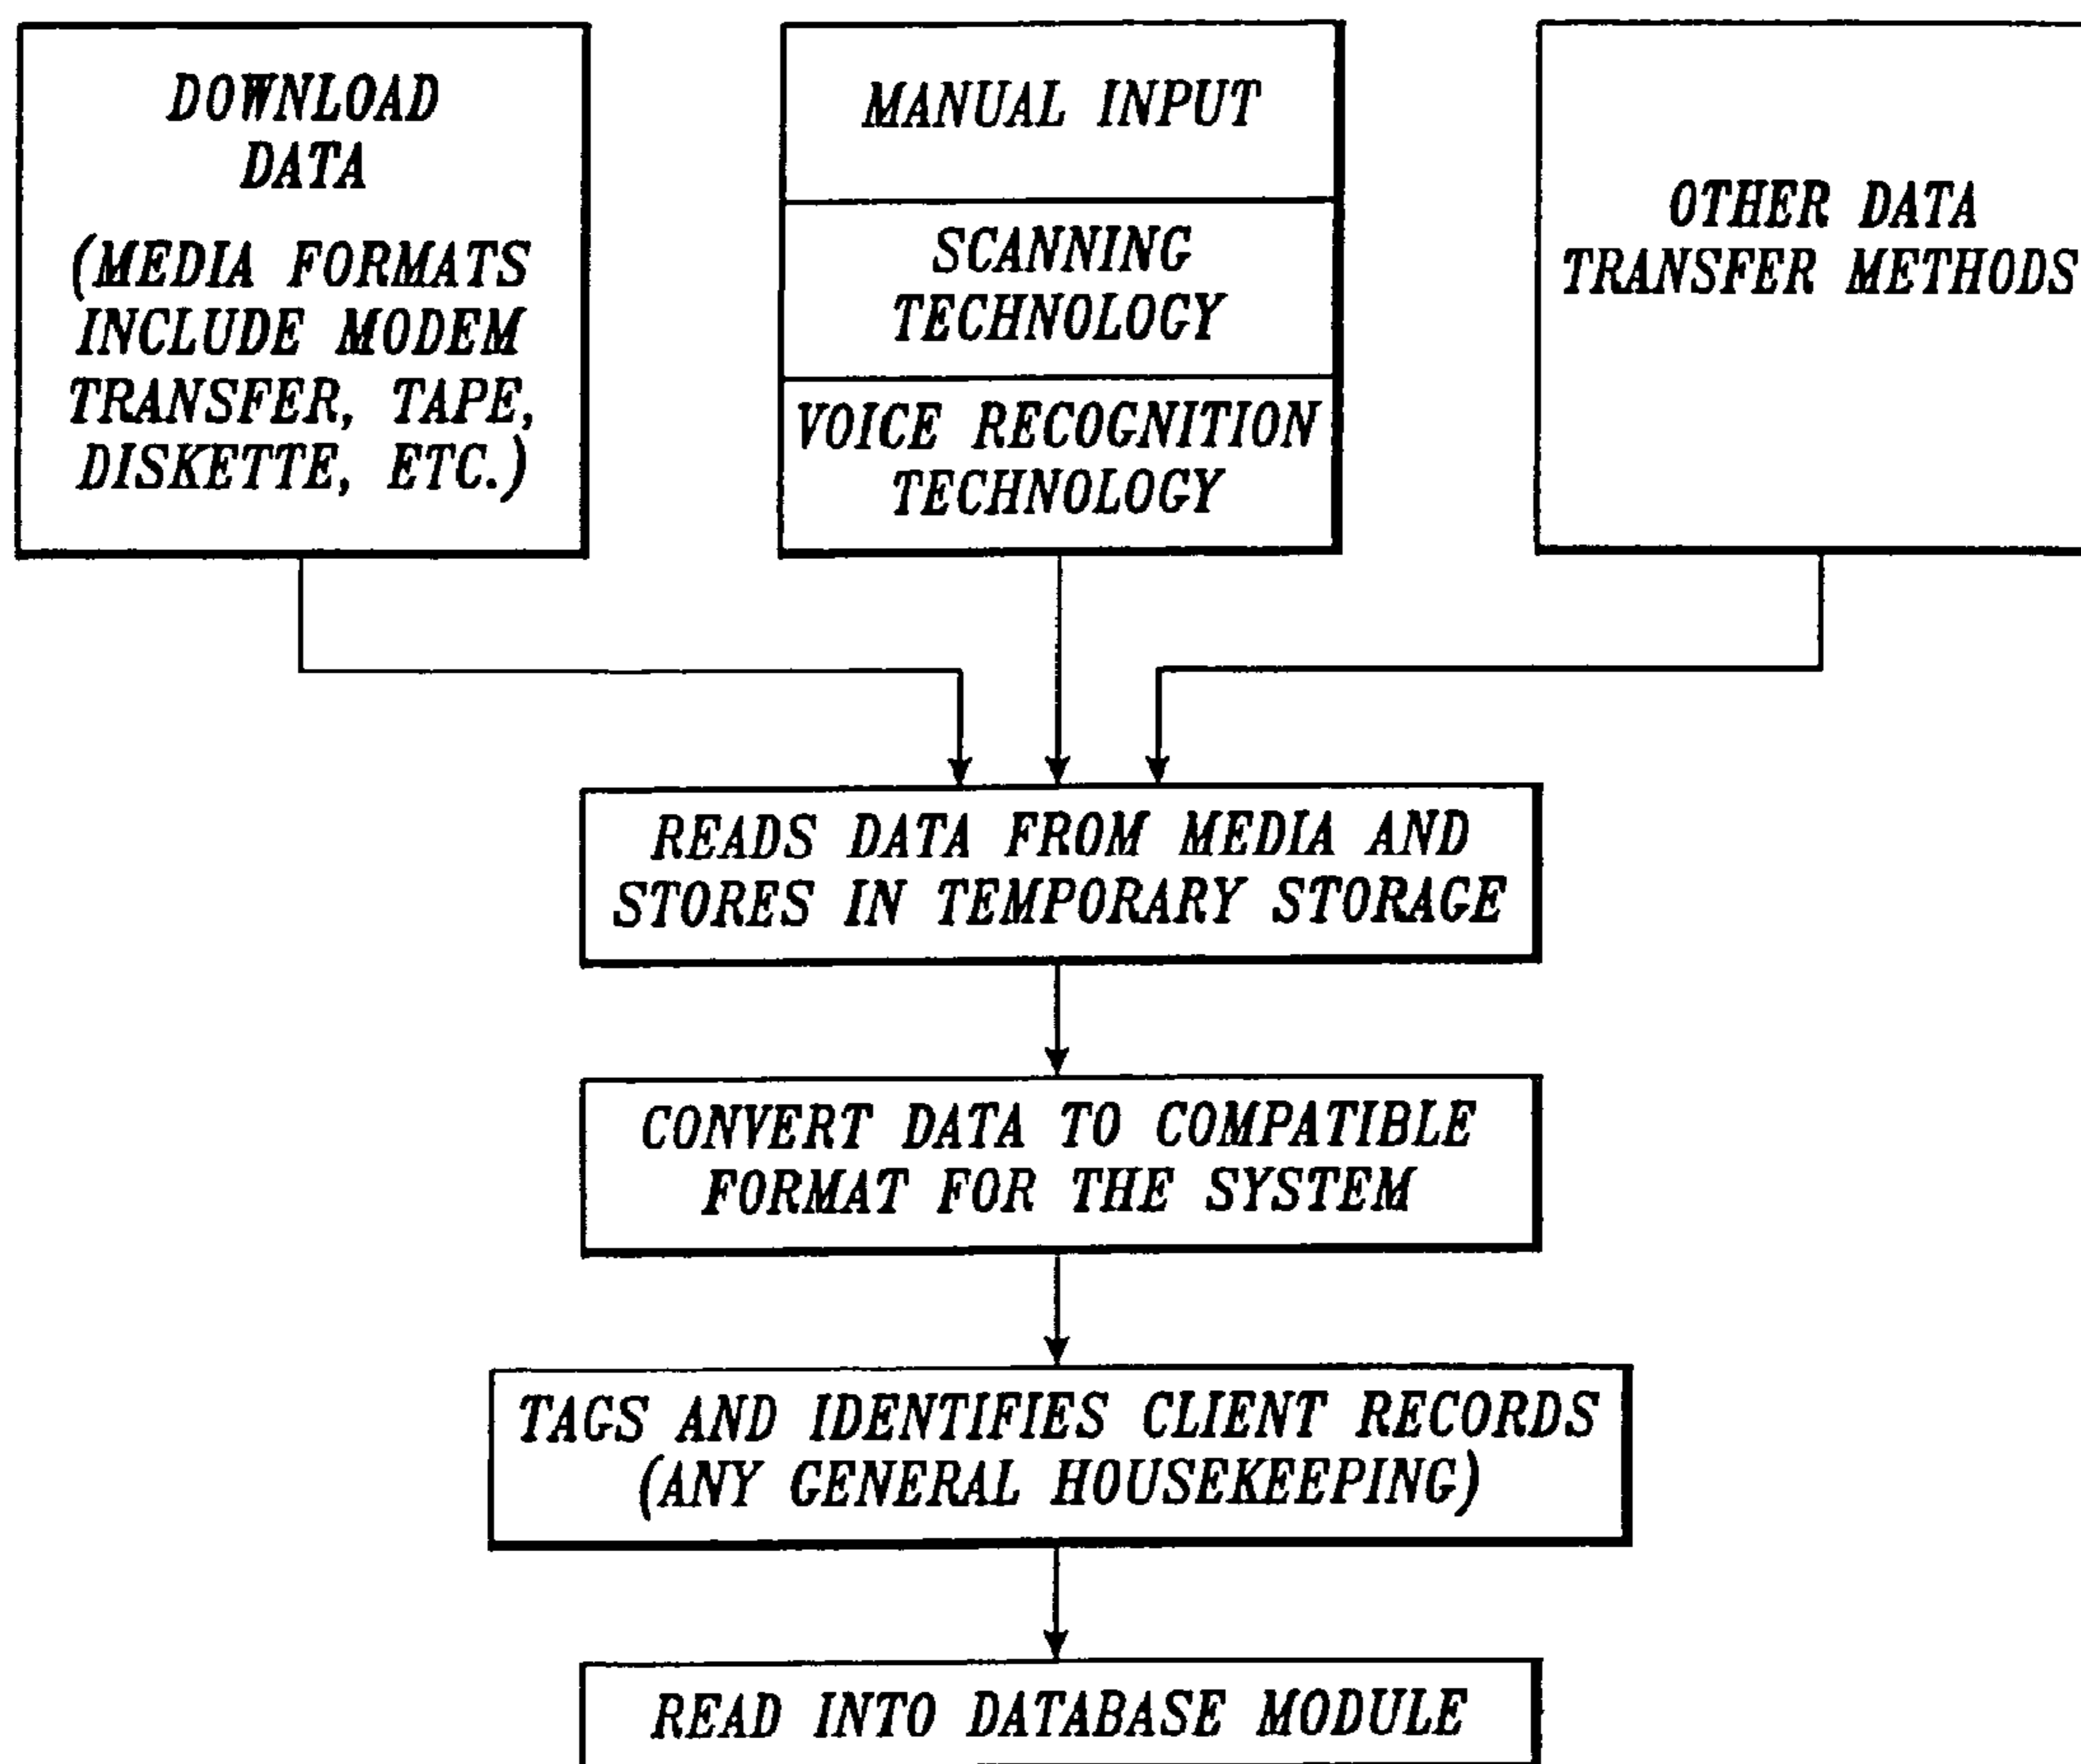 DOWNLOAD
DATA
(MEDIA FORMATS
INCLUDE MODEM
TRANSFER, TAPE,
DISKETTE, ETC.)
MANUAL INPUT
SCANNING
TECHNOLOGY
VOICE RECOGNITION
TECHNOLOGY
OTHER DATA
TRANSFER METHODS
READS DATA FROM MEDIA AND
STORES IN TEMPORARY STORAGE
CONVERT DATA TO COMPATIBLE
FORMAT FOR THE SYSTEM
TAGS AND IDENTIFIES CLIENT RECORDS
(ANY GENERAL HOUSEKEEPING)
READ INTO DATABASE MODULE